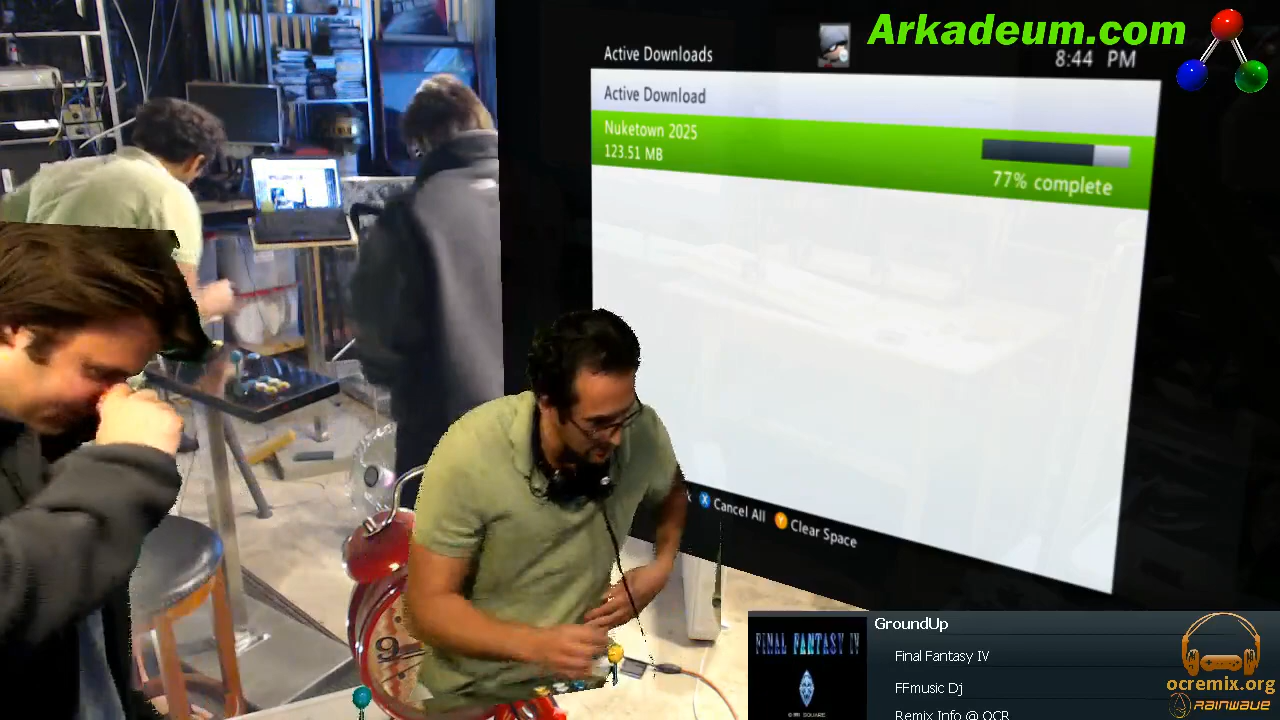 Arkadeum.com
Active Downloads
8:44 PM
Active Download
Nuketown 2025
123.51 MB
77% complete
X Cancel All
Y Clear Space
9
FINAL FANTASY IV
GroundUp
Final Fantasy IV
FFmusic Dj
Remix Info @ OCR
ocremix.org
RAINWAVE